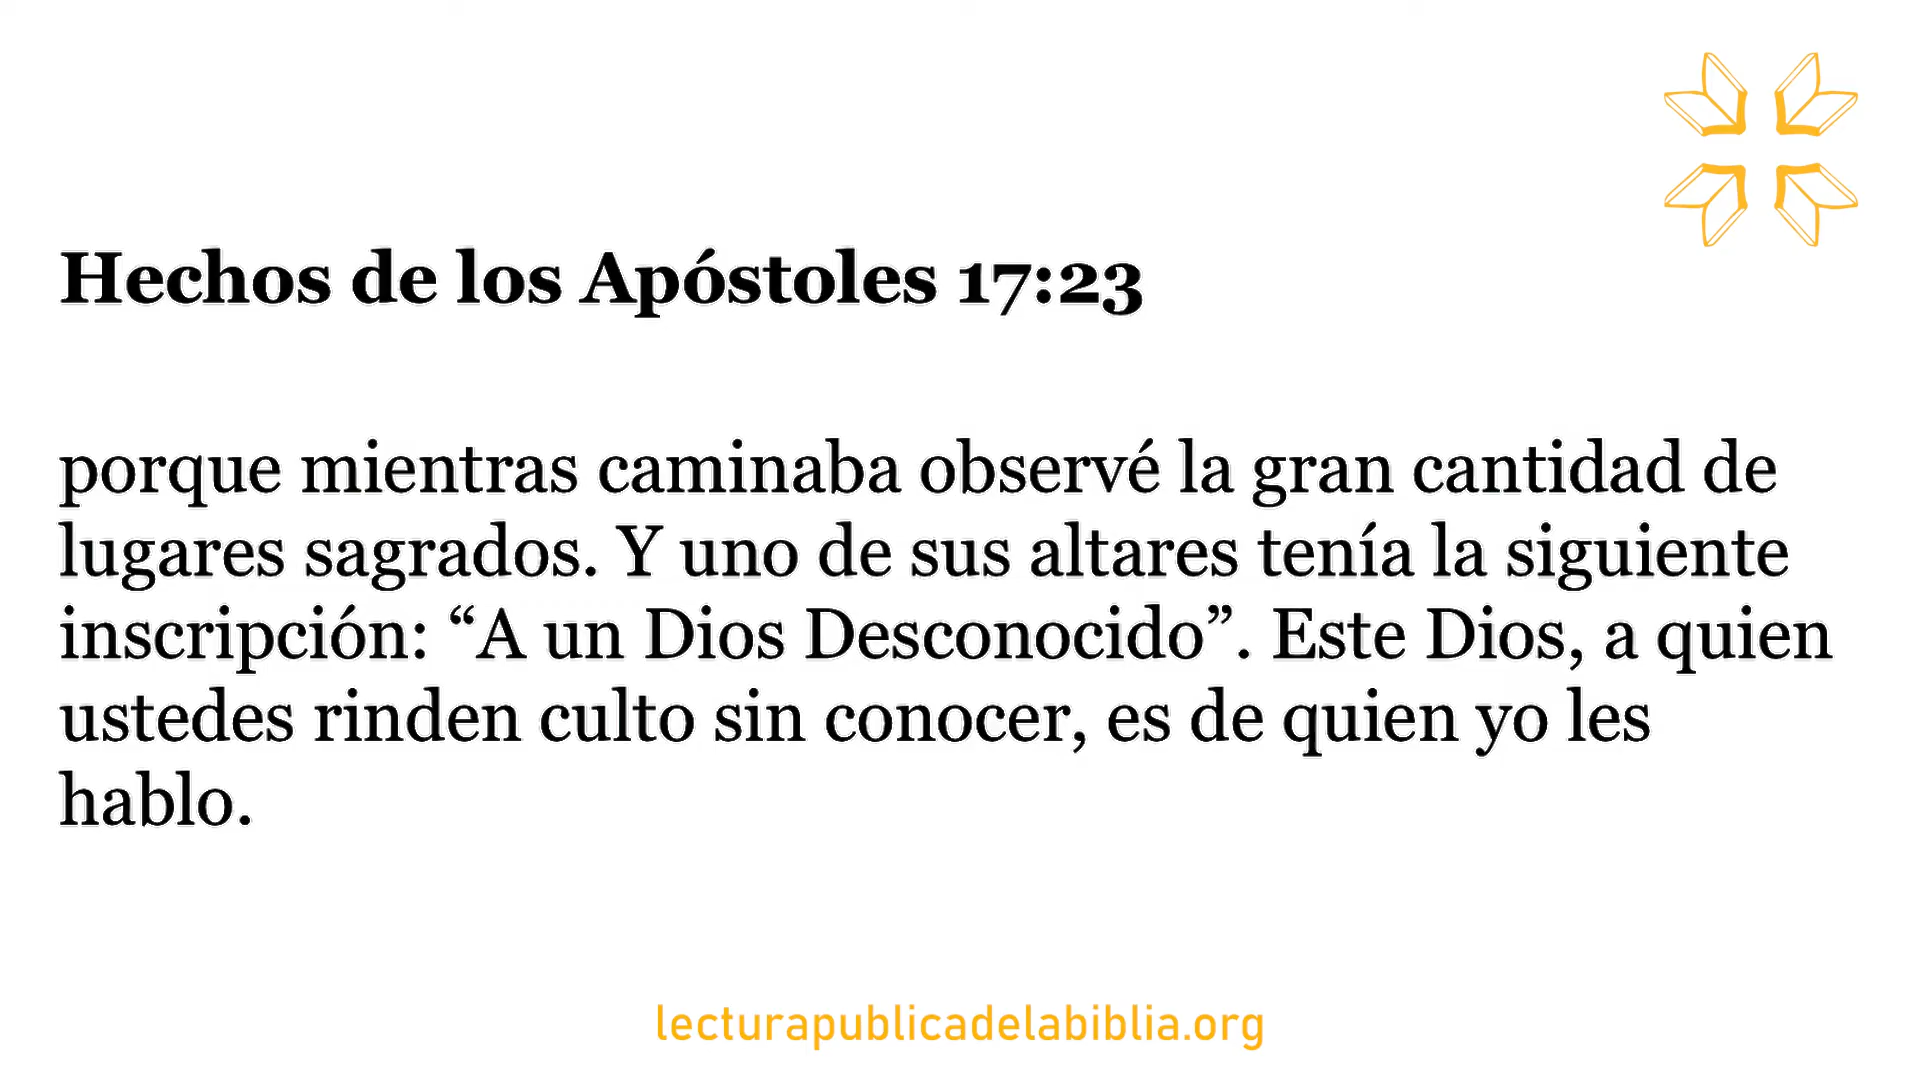 Hechos de los Apóstoles 17:23
porque mientras caminaba observé la gran cantidad de
lugares sagrados. Y uno de sus altares tenía la siguiente
inscripción: “A un Dios Desconocido”. Este Dios, a quien
ustedes rinden culto sin conocer, es de quien yo les
hablo.
lecturapublicadelabiblia.org